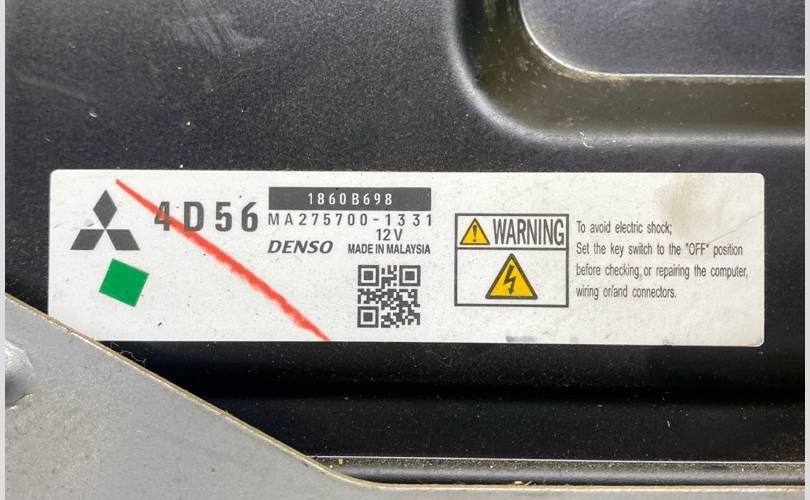 4D56
1860B698
MA275700-1331
12V
DENSO MADE IN MALAYSIA
WARNING
To avoid electric shock;
Set the key switch to the "OFF" position
before checking, or repairing the computer,
wiring or/and connectors.